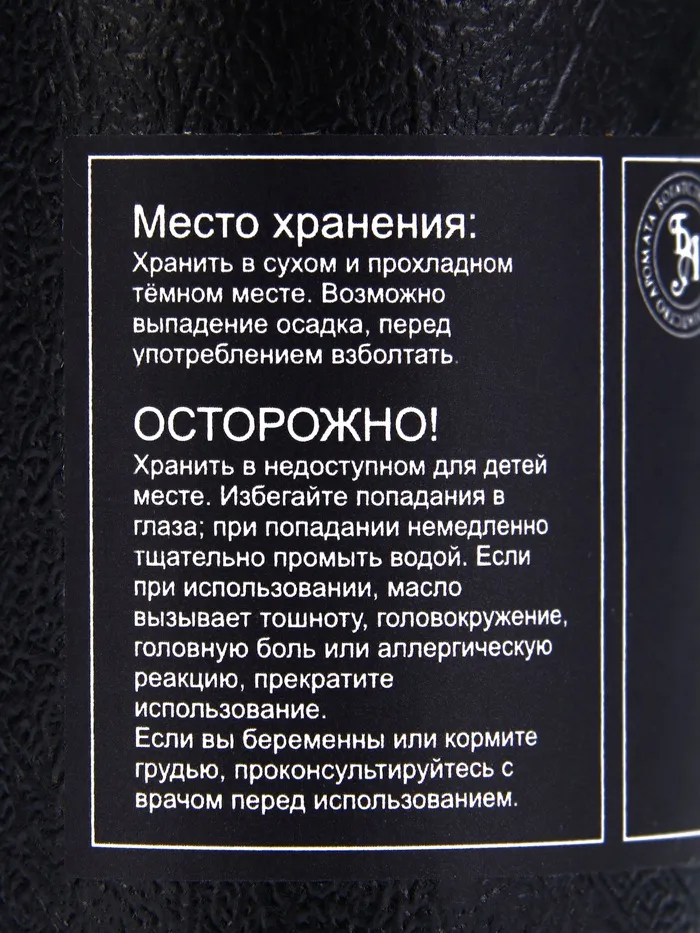 Место хранения:
Хранить в сухом и прохладном
тёмном месте. Возможно
выпадение осадка, перед
употреблением взболтать.
ОСТОРОЖНО!
Хранить в недоступном для детей
месте. Избегайте попадания в
глаза; при попадании немедленно
тщательно промыть водой. Если
при использовании, масло
вызывает тошноту, головокружение,
головную боль или аллергическую
реакцию, прекратите
использование.
Если вы беременны или кормите
грудью, проконсультируйтесь с
врачом перед использованием.
АРОМАТА